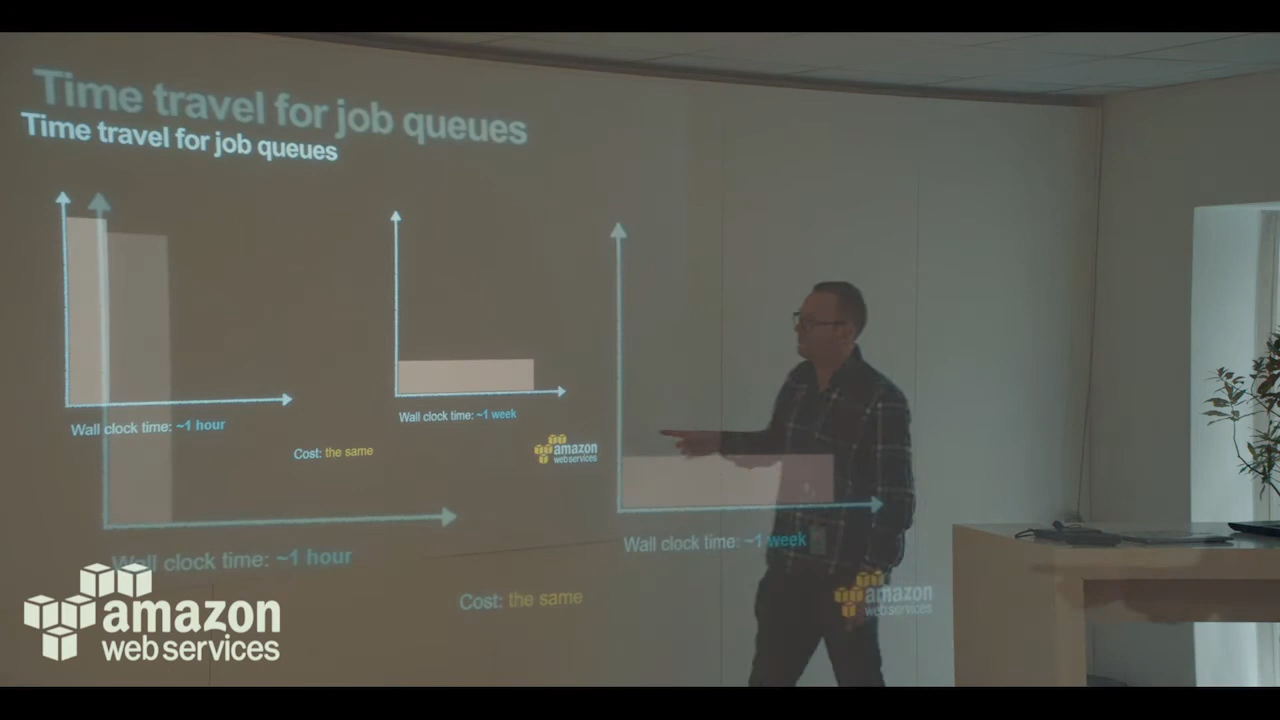 Time travel for job queues
Time travel for job queues
Wall clock time: ~1 hour
Wall clock time: ~1 week
Cost: the same
amazon
web services
Wall clock time: ~1 hour
Wall clock time: ~1 week
Cost: the same
amazon
web services
amazon
web services